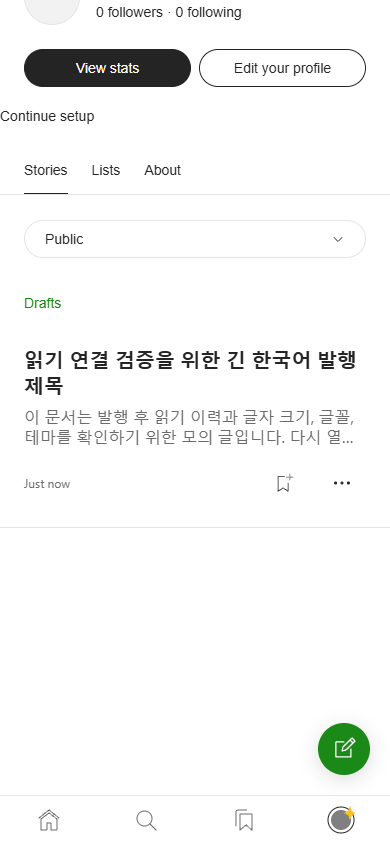 0 followers · 0 following
View stats
Edit your profile
Continue setup
Stories
Lists
About
Public
Drafts
읽기 연결 검증을 위한 긴 한국어 발행
제목
이 문서는 발행 후 읽기 이력과 글자 크기, 글꼴,
테마를 확인하기 위한 모의 글입니다. 다시 열...
Just now